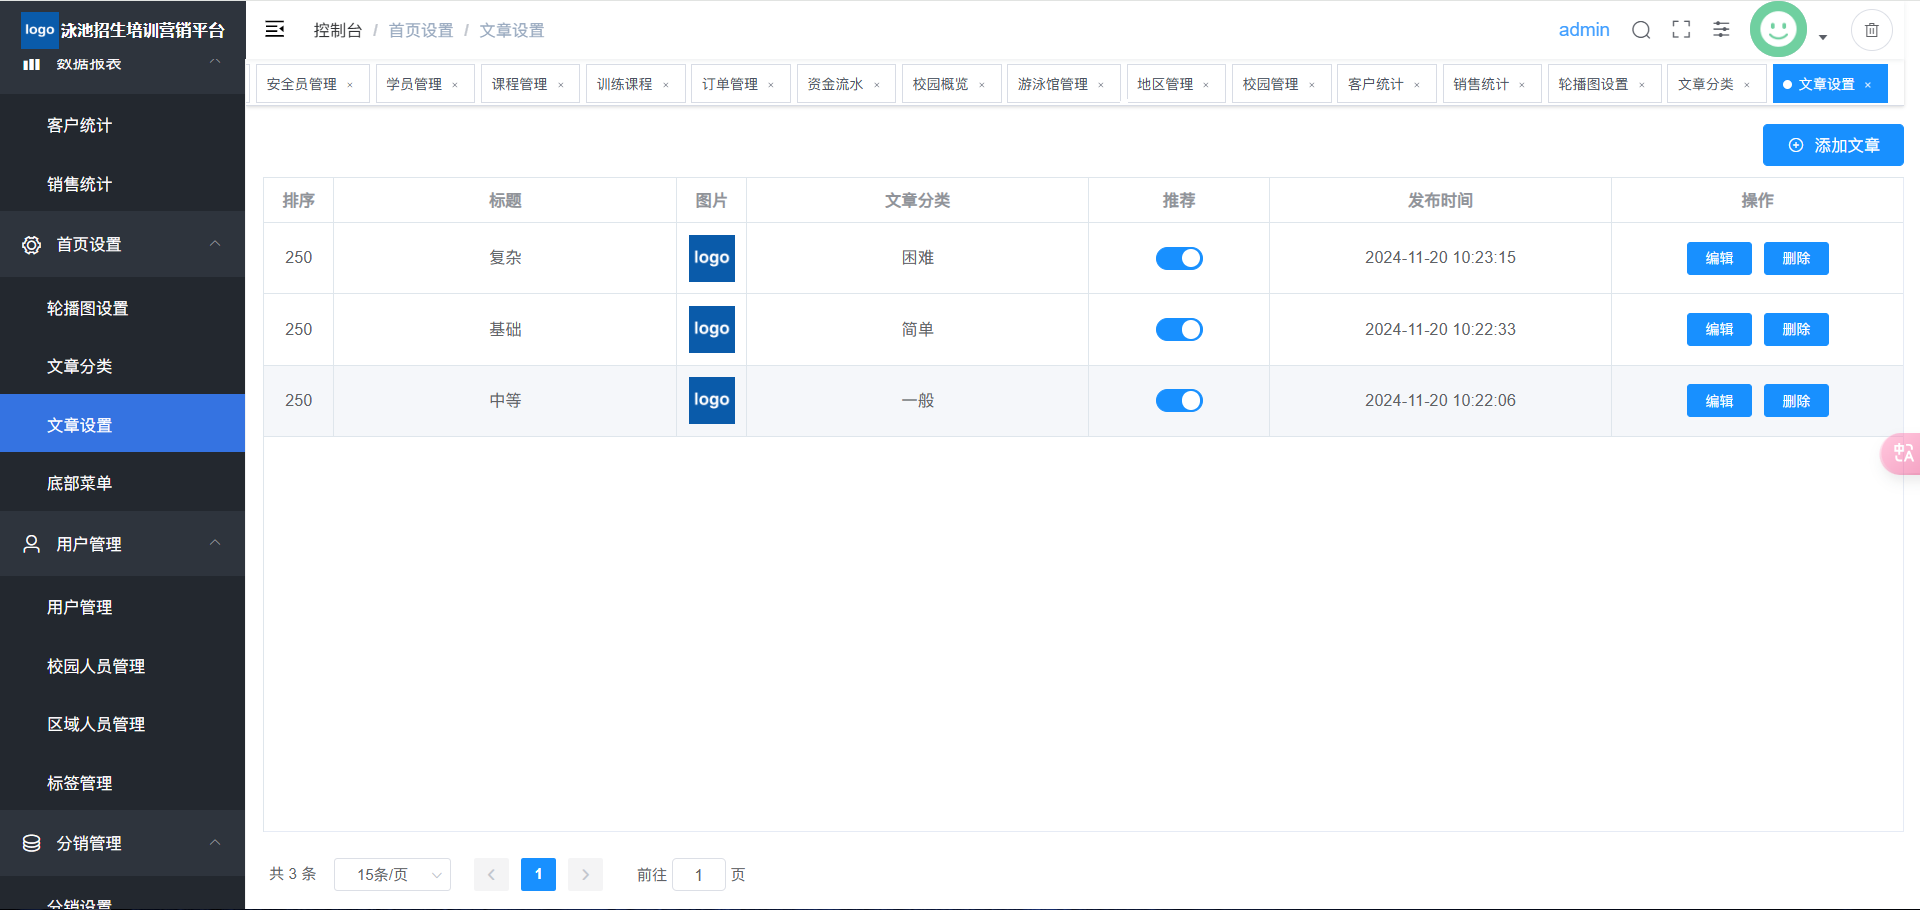 logo 泳池招生培训营销平台
控制台 / 首页设置 / 文章设置
admin
数据报表
客户统计
销售统计
首页设置
轮播图设置
文章分类
文章设置
底部菜单
用户管理
用户管理
校园人员管理
区域人员管理
标签管理
分销管理
分销设置
安全员管理 × 学员管理 × 课程管理 × 训练课程 × 订单管理 × 资金流水 × 校园概览 × 游泳馆管理 × 地区管理 × 校园管理 × 客户统计 × 销售统计 × 轮播图设置 × 文章分类 × 文章设置 ×
添加文章
排序 标题 图片 文章分类 推荐 发布时间 操作
250 复杂 logo 困难 2024-11-20 10:23:15 编辑 删除
250 基础 logo 简单 2024-11-20 10:22:33 编辑 删除
250 中等 logo 一般 2024-11-20 10:22:06 编辑 删除
中A
共 3 条 15条/页 1 前往 1 页